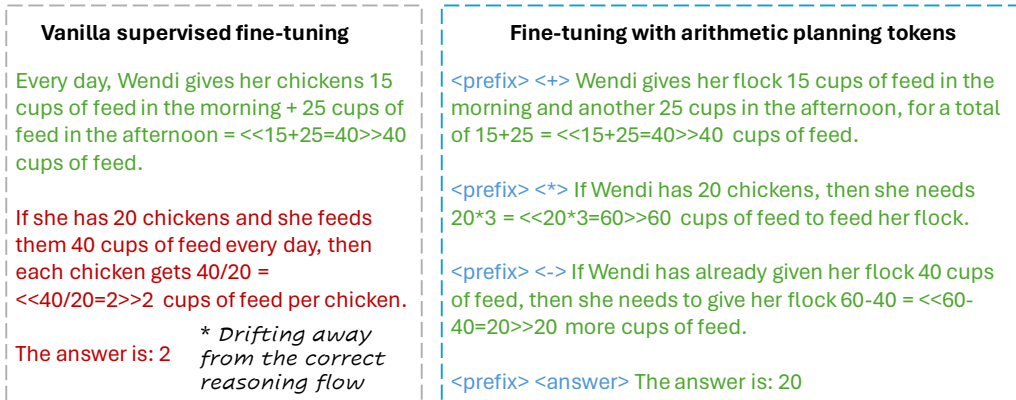 Vanilla supervised fine-tuning
Every day, Wendi gives her chickens 15
cups of feed in the morning + 25 cups of
feed in the afternoon = <<15+25=40>>40
cups of feed.
If she has 20 chickens and she feeds
them 40 cups of feed every day, then
each chicken gets 40/20 =
<<40/20=2>>2 cups of feed per chicken.
The answer is: 2
* Drifting away
from the correct
reasoning flow
Fine-tuning with arithmetic planning tokens
<prefix> <+> Wendi gives her flock 15 cups of feed in the
morning and another 25 cups in the afternoon, for a total
of 15+25 = <<15+25=40>>40 cups of feed.
<prefix> <*> If Wendi has 20 chickens, then she needs
20*3 = <<20*3=60>>60 cups of feed to feed her flock.
<prefix> <-> If Wendi has already given her flock 40 cups
of feed, then she needs to give her flock 60-40 = <<60-
40=20>>20 more cups of feed.
<prefix> <answer> The answer is: 20